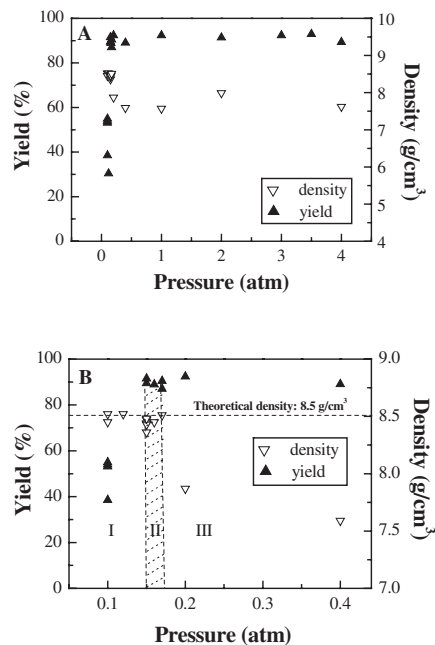 A
Yield (%)
100
80
60
40
20
0
10
9
8
7
6
5
4
Density (g/cm³)
density
yield
0
1
2
3
4
Pressure (atm)
B
Yield (%)
100
80
60
40
20
0
9.0
8.5
8.0
7.5
7.0
Density (g/cm³)
Theoretical density: 8.5 g/cm³
density
yield
I
II
III
0.1
0.2
0.3
0.4
Pressure (atm)